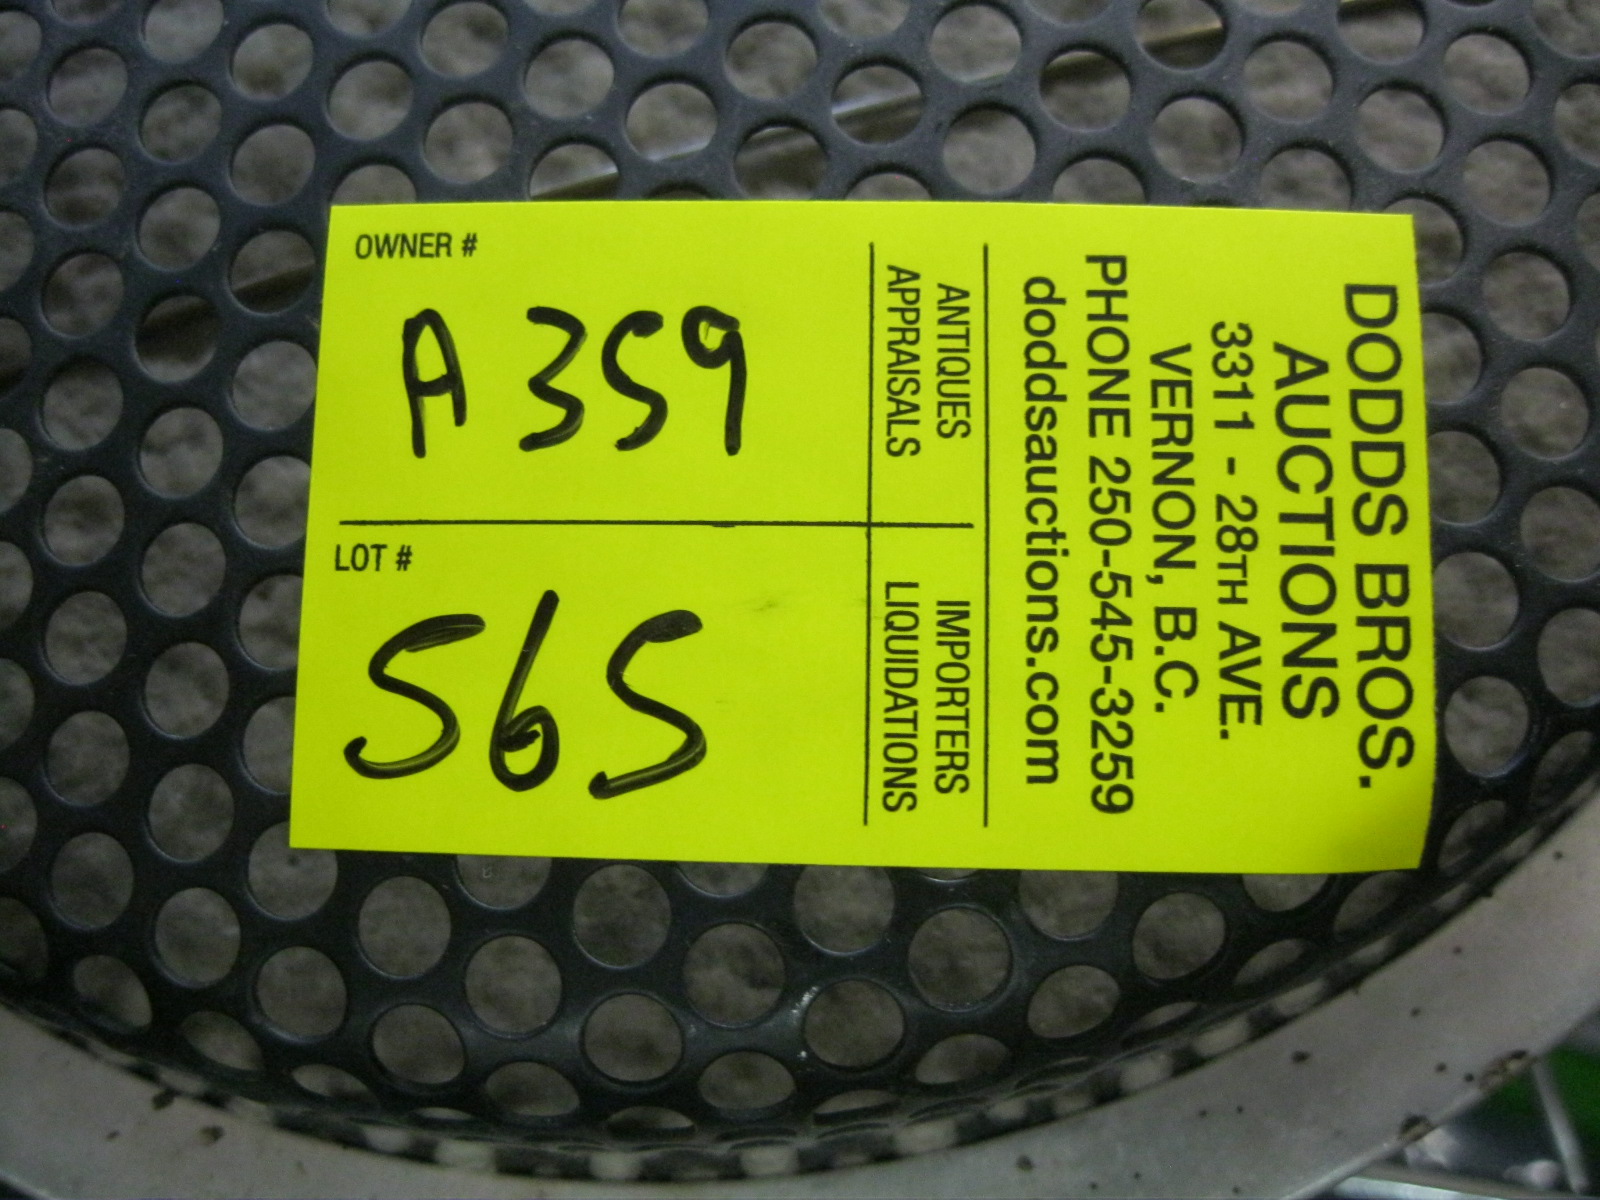 DODDS BROS.
AUCTIONS
3311 - 28TH AVE.
VERNON, B.C.
PHONE 250-545-3259
doddsauctions.com
ANTIQUES
APPRAISALS
IMPORTERS
LIQUIDATIONS
OWNER #
A359
LOT #
565